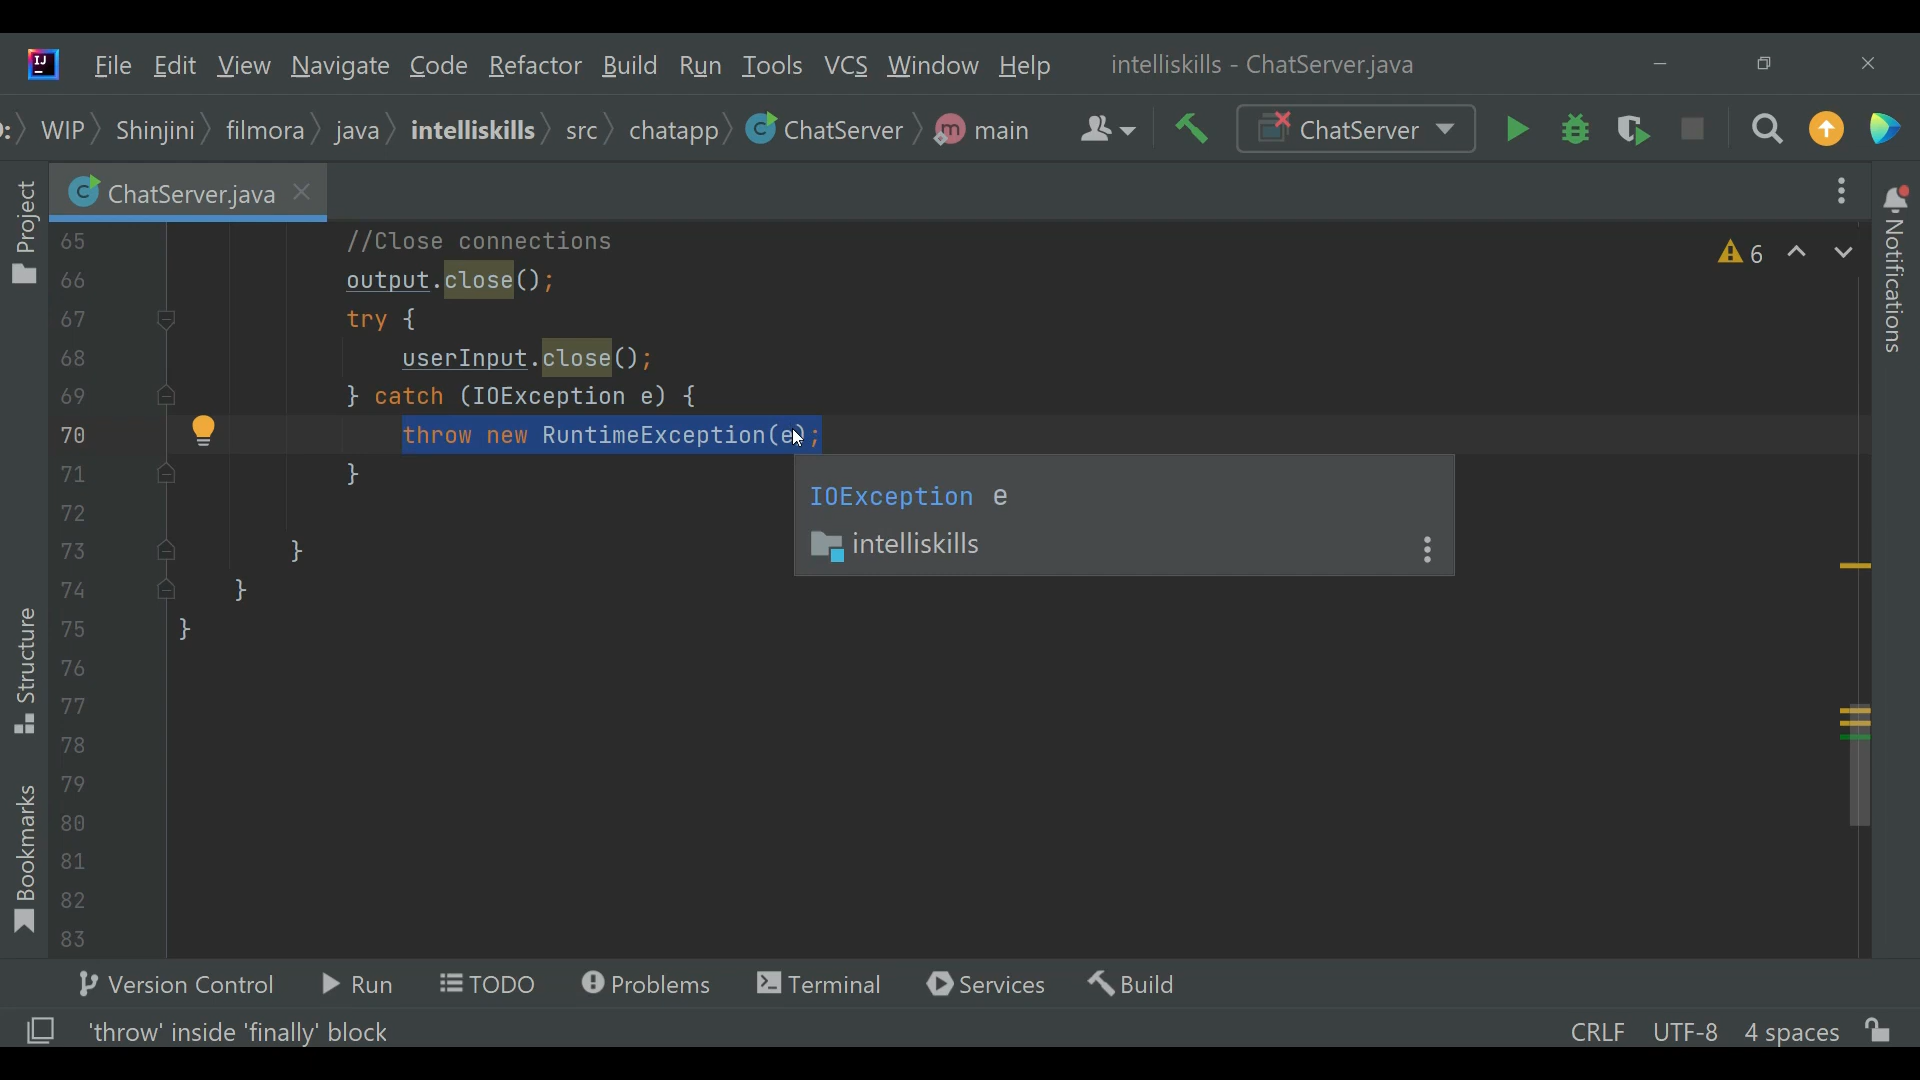 IJ File Edit View Navigate Code Refactor Build Run Tools VCS Window Help intelliskills - ChatServer.java
WIP Shinjini filmora java intelliskills src chatapp ChatServer main ChatServer
Project
Structure
Bookmarks
ChatServer.java
Notifications
6
65 //Close connections
66 output.close();
67 try {
68 userInput.close();
69 } catch (IOException e) {
70 throw new RuntimeException(e);
71 }
72
73 }
74 }
75 }
76
77
78
79
80
81
82
83
IOException e
intelliskills
Version Control Run TODO Problems Terminal Services Build
'throw' inside 'finally' block CRLF UTF-8 4 spaces